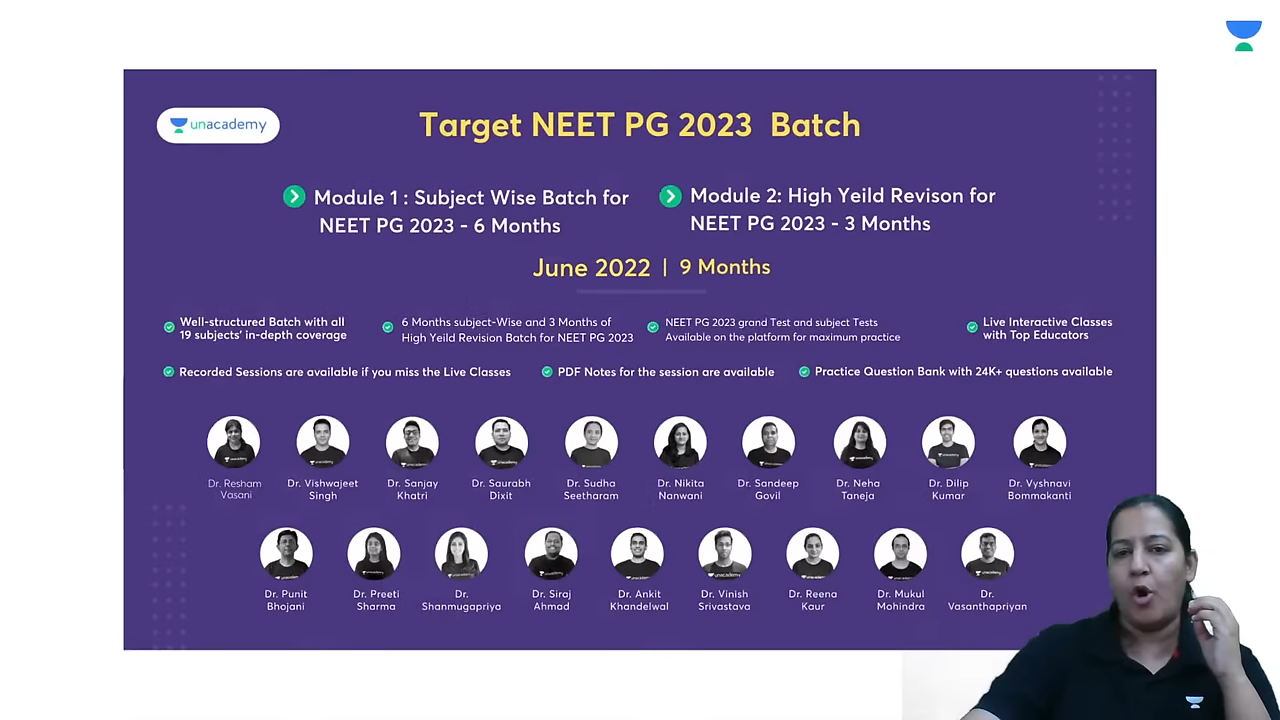 unacademy
Target NEET PG 2023 Batch
Module 1 : Subject Wise Batch for
NEET PG 2023 - 6 Months
Module 2: High Yeild Revison for
NEET PG 2023 - 3 Months
June 2022 | 9 Months
Well-structured Batch with all
19 subjects' in-depth coverage
6 Months subject-Wise and 3 Months of
High Yeild Revision Batch for NEET PG 2023
NEET PG 2023 grand Test and subject Tests
Available on the platform for maximum practice
Live Interactive Classes
with Top Educators
Recorded Sessions are available if you miss the Live Classes
PDF Notes for the session are available
Practice Question Bank with 24K+ questions available
Dr. Resham
Vasani
Dr. Vishwajeet
Singh
Dr. Sanjay
Khatri
Dr. Saurabh
Dixit
Dr. Sudha
Seetharam
Dr. Nikita
Nanwani
Dr. Sandeep
Govil
Dr. Neha
Taneja
Dr. Dilip
Kumar
Dr. Vyshnavi
Bommakanti
Dr. Punit
Bhojani
Dr. Preeti
Sharma
Dr.
Shanmugapriya
Dr. Siraj
Ahmad
Dr. Ankit
Khandelwal
Dr. Vinish
Srivastava
Dr. Reena
Kaur
Dr. Mukul
Mohindra
Dr.
Vasanthapriyan